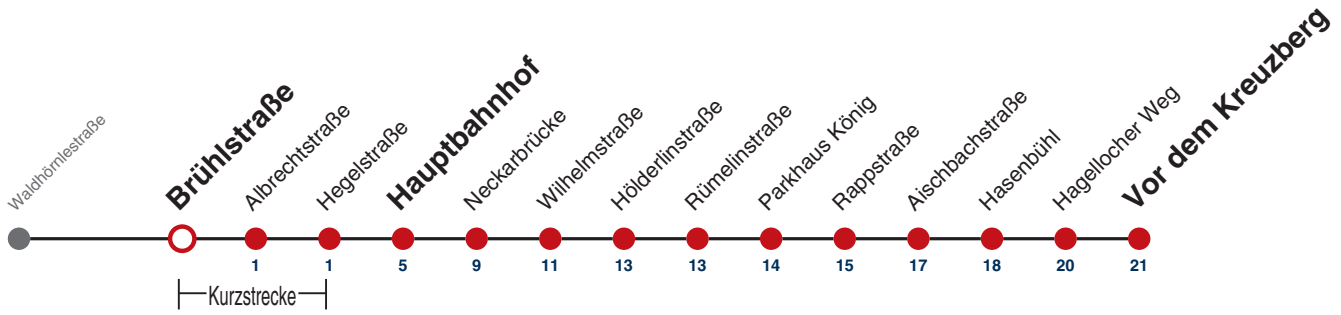 Waldhörnlestraße
Brühlstraße
Albrechtstraße
Hegelstraße
Hauptbahnhof
Neckarbrücke
Wilhelmstraße
Hölderlinstraße
Rümelinstraße
Parkhaus König
Rappstraße
Aischbachstraße
Hasenbühl
Hagellocher Weg
Vor dem Kreuzberg
1 1 5 9 11 13 13 14 15 17 18 20 21
Kurzstrecke